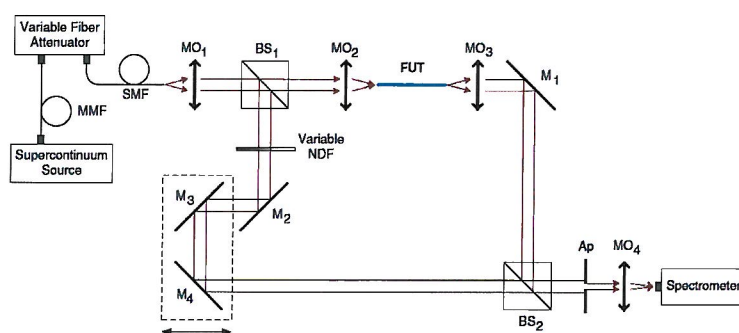 Variable Fiber
Attenuator
SMF
MMF
Supercontinuum
Source
MO1
BS1
MO2
FUT
MO3
M1
Variable
NDF
M2
M3
M4
BS2
Ap
MO4
Spectrometer